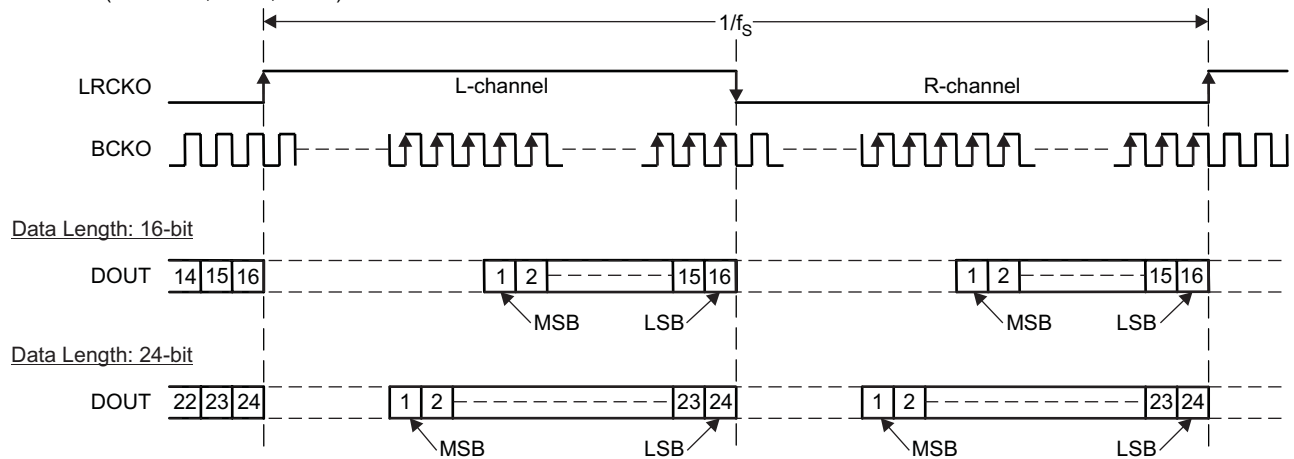 1/fS
LRCKO L-channel R-channel
BCKO
Data Length: 16-bit
DOUT 14 15 16 1 2 15 16 1 2 15 16
MSB LSB MSB LSB
Data Length: 24-bit
DOUT 22 23 24 1 2 23 24 1 2 23 24
MSB LSB MSB LSB